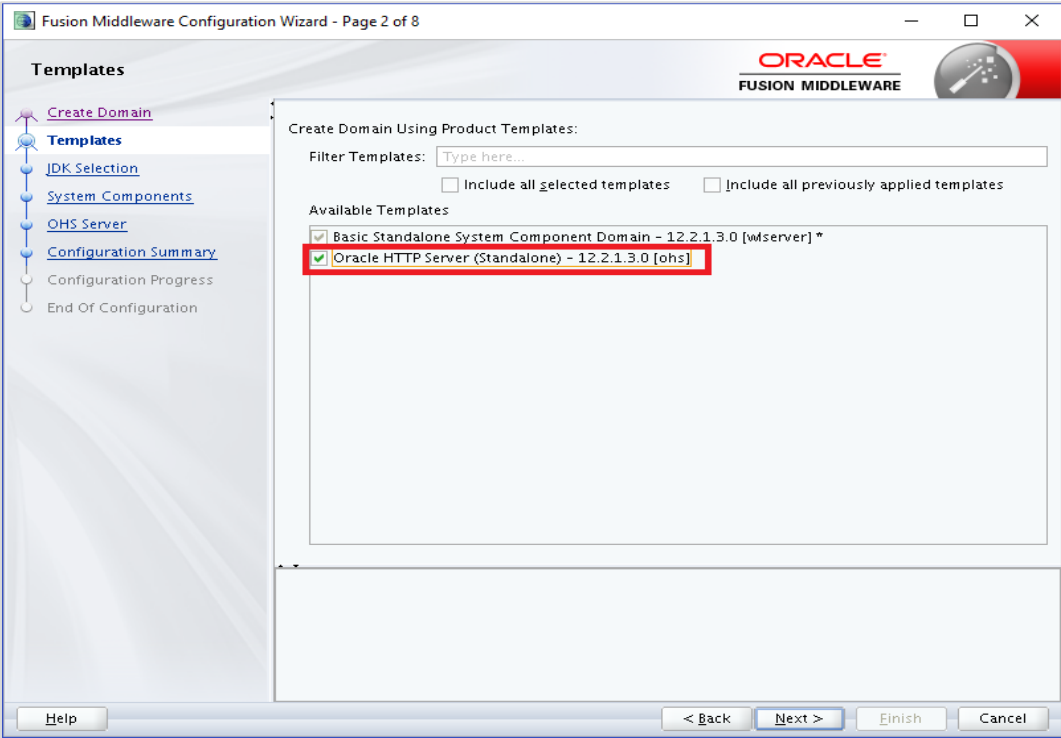 Fusion Middleware Configuration Wizard - Page 2 of 8
Templates
ORACLE
FUSION MIDDLEWARE
Create Domain
Templates
JDK Selection
System Components
OHS Server
Configuration Summary
Configuration Progress
End Of Configuration
Create Domain Using Product Templates:
Filter Templates: Type here...
Include all selected templates Include all previously applied templates
Available Templates
Basic Standalone System Component Domain - 12.2.1.3.0 [wlserver] *
Oracle HTTP Server (Standalone) - 12.2.1.3.0 [ohs]
Help < Back Next > Finish Cancel